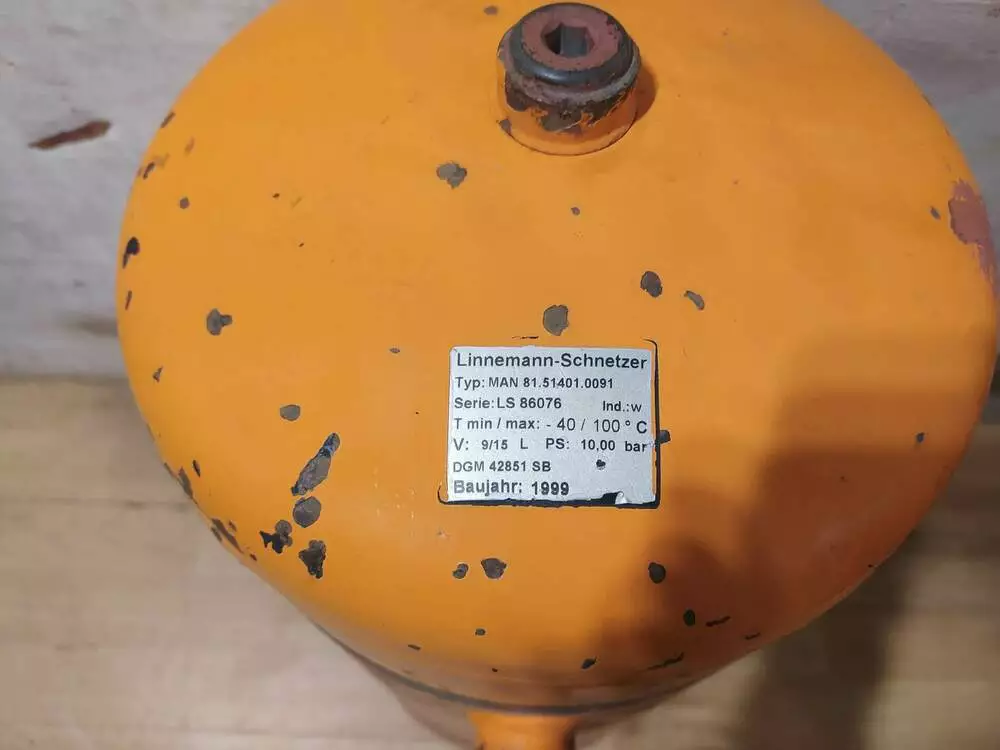 Linnemann-Schnetzer
Typ: MAN 81.51401.0091
Serie: LS 86076 Ind.: w
T min / max: - 40 / 100 ° C
V: 9/15 L PS: 10,00 bar
DGM 42851 SB
Baujahr: 1999